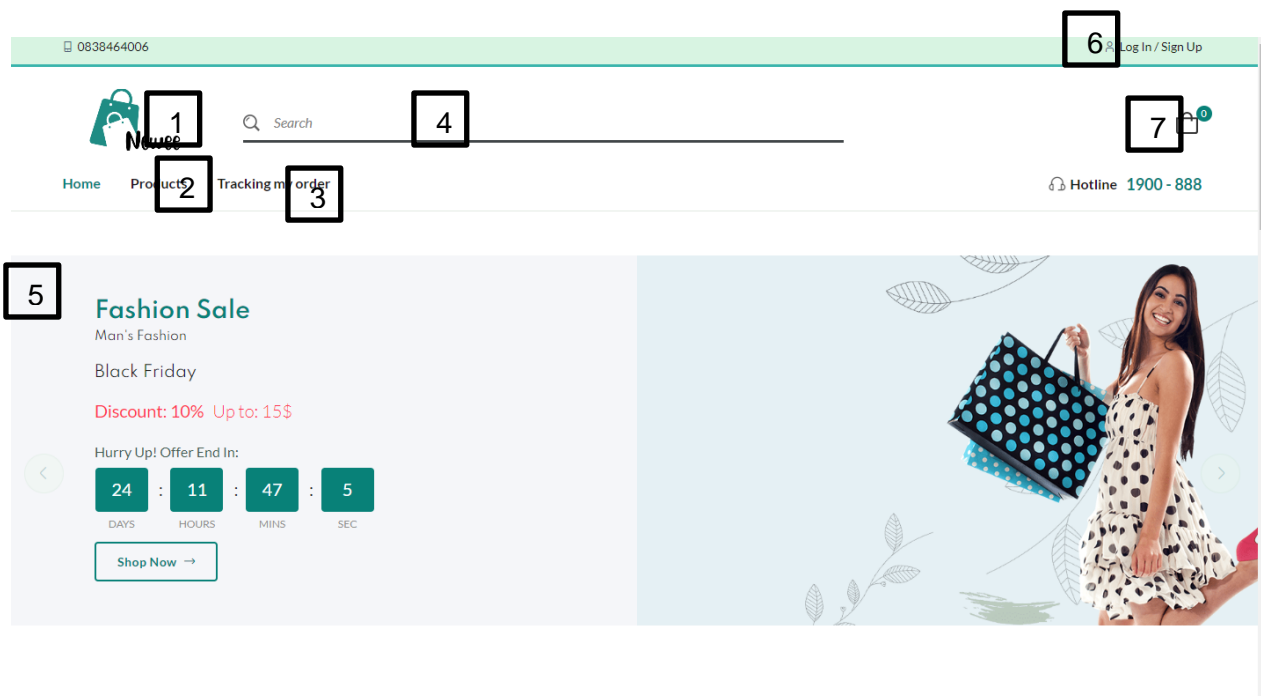 0838464006
6
Log In / Sign Up
1
Newee
Search
4
7
0
Home
Products
2
Tracking my order
3
Hotline 1900 - 888
5
Fashion Sale
Man's Fashion
Black Friday
Discount: 10% Up to: 15$
Hurry Up! Offer End In:
24 : 11 : 47 : 5
DAYS HOURS MINS SEC
Shop Now →